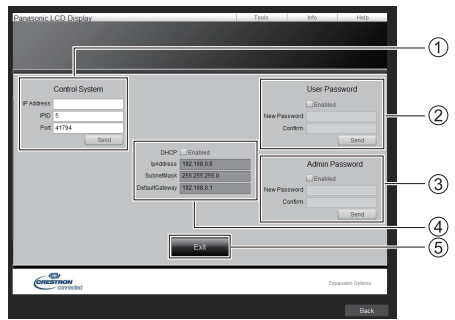 Panasonic LCD Display
Tools Info Help
①
Control System
IP Address
IPID 5
Port 41794
Send
User Password
Enabled
New Password
Confirm
Send
②
DHCP Enabled
IpAddress 192.168.0.8
SubnetMask 255.255.255.0
DefaultGateway 192.168.0.1
Admin Password
Enabled
New Password
Confirm
Send
③
④
Exit
⑤
CRESTRON
connected
Expansion Options
Back